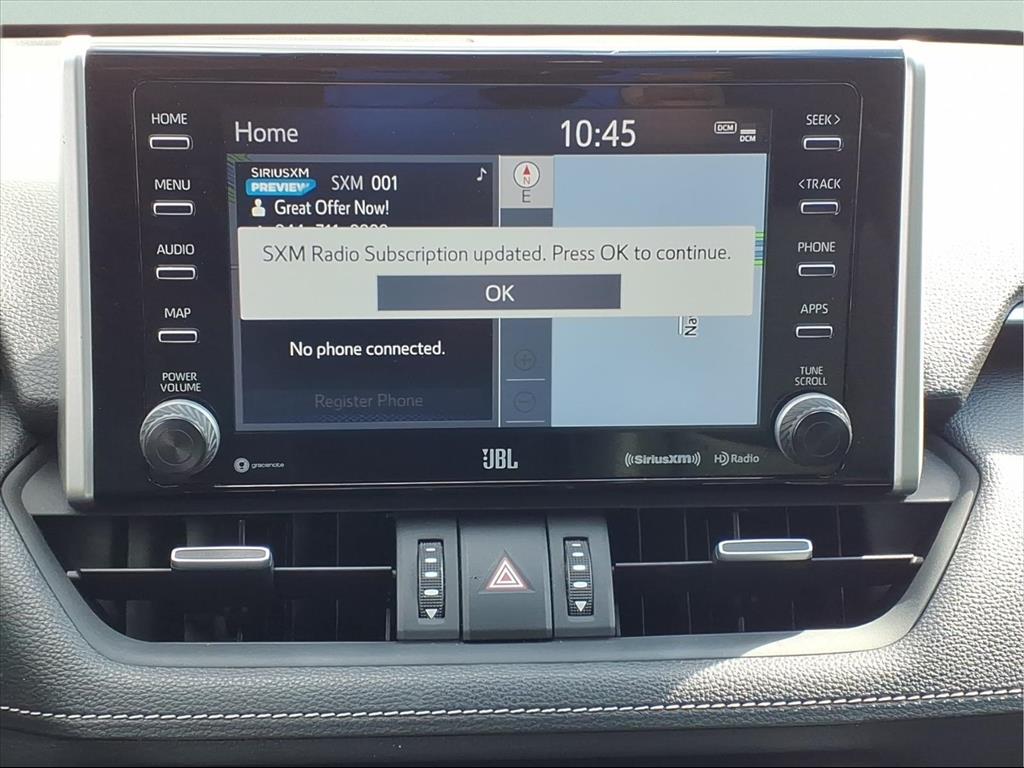 HOME
MENU
AUDIO
MAP
POWER
VOLUME
Home
10:45
DCM
DCM
SIRIUSXM
PREVIEW
SXM 001
Great Offer Now!
N
E
SXM Radio Subscription updated. Press OK to continue.
OK
No phone connected.
Register Phone
Na
SEEK>
<TRACK
PHONE
APPS
TUNE
SCROLL
gracenote
JBL
((SiriusXM))
HD Radio